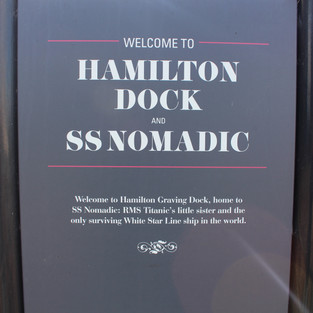 WELCOME TO
HAMILTON
DOCK
AND
SS NOMADIC
Welcome to Hamilton Graving Dock, home to
SS Nomadic: RMS Titanic's little sister and the
only surviving White Star Line ship in the world.